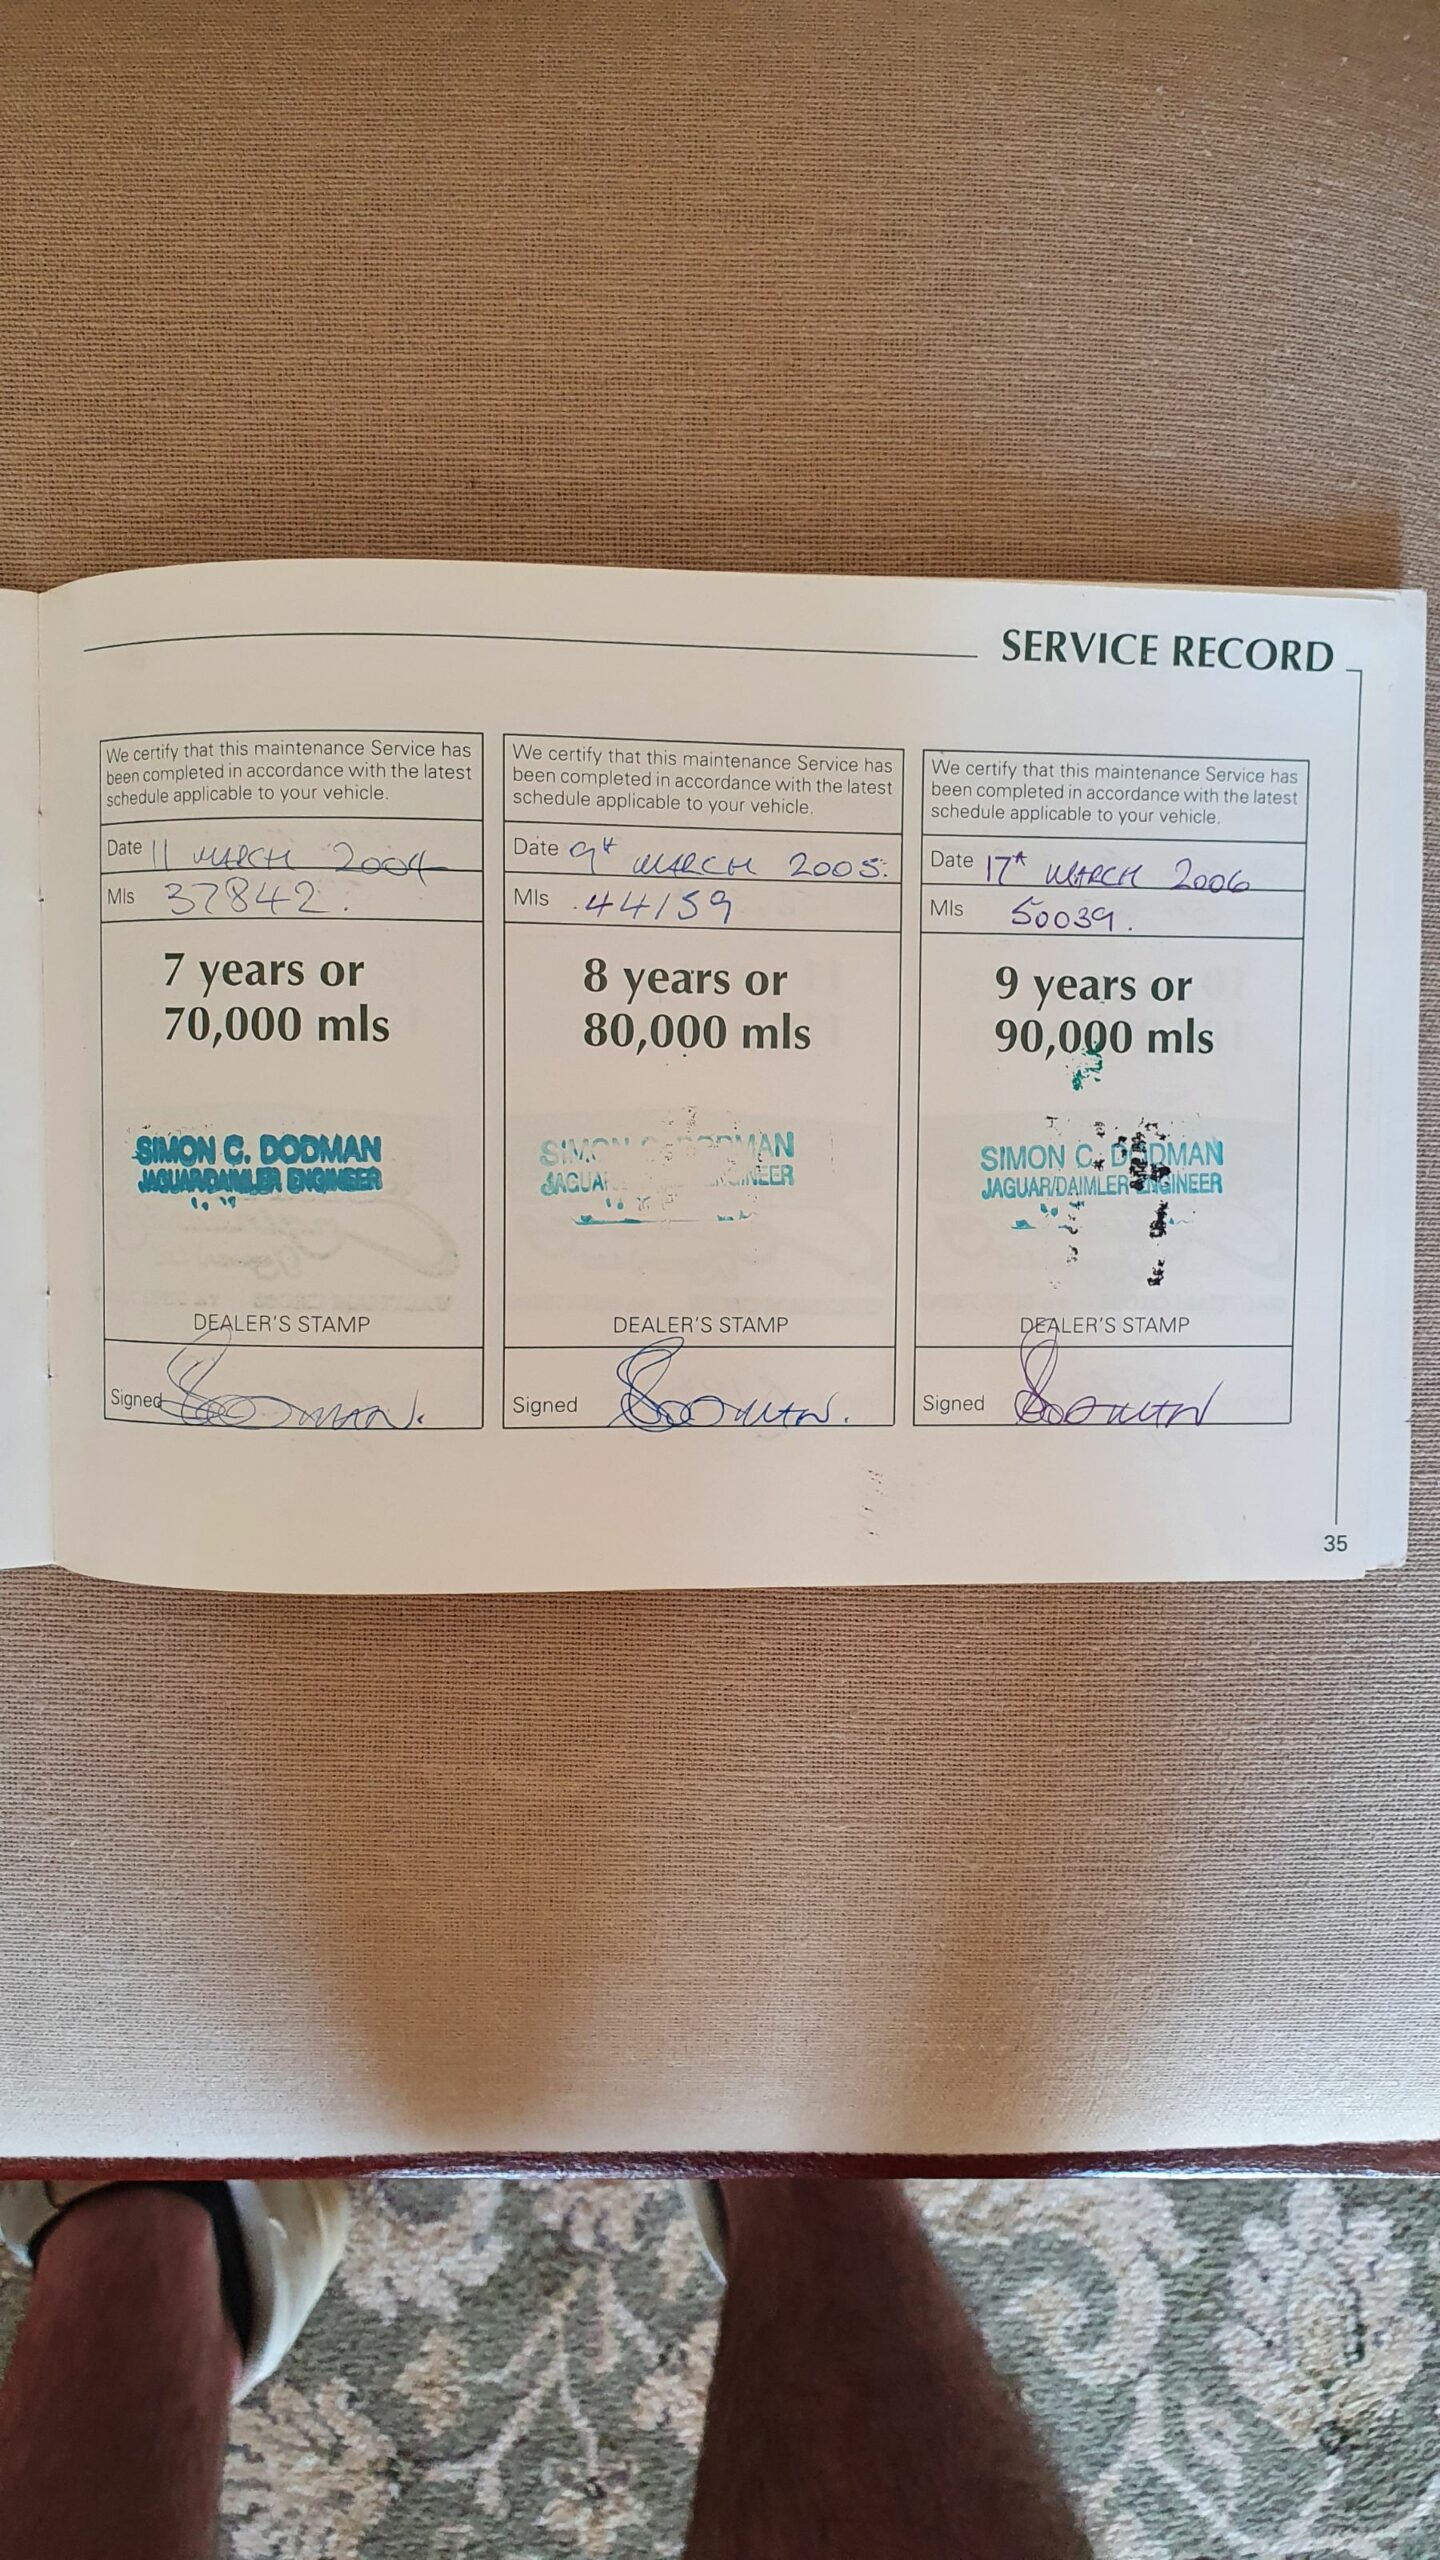 SERVICE RECORD
We certify that this maintenance Service has
been completed in accordance with the latest
schedule applicable to your vehicle.
Date 11 MARCH 2004
Mls 37842.
7 years or
70,000 mls
SIMON C. DODMAN
JAGUAR/DAIMLER ENGINEER
DEALER'S STAMP
Signed
We certify that this maintenance Service has
been completed in accordance with the latest
schedule applicable to your vehicle.
Date 9th MARCH 2005.
Mls 44159
8 years or
80,000 mls
SIMON C. DODMAN
JAGUAR/DAIMLER ENGINEER
DEALER'S STAMP
Signed
We certify that this maintenance Service has
been completed in accordance with the latest
schedule applicable to your vehicle.
Date 17th MARCH 2006
Mls 50039.
9 years or
90,000 mls
SIMON C. DODMAN
JAGUAR/DAIMLER ENGINEER
DEALER'S STAMP
Signed
35